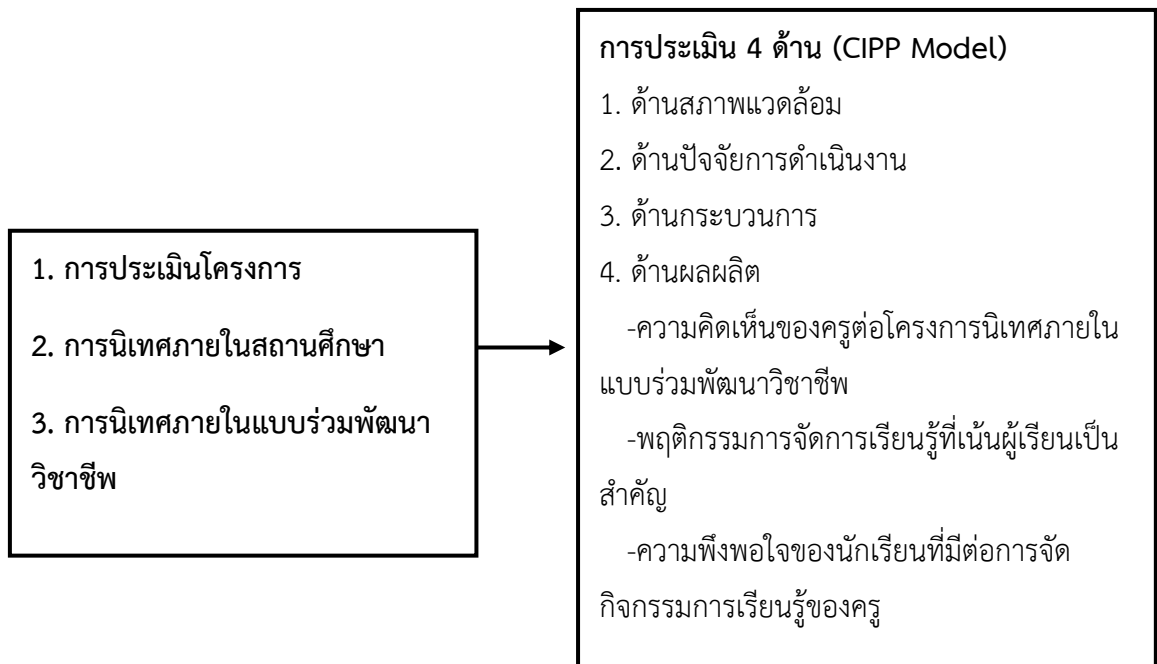 1. การประเมินโครงการ
2. การนิเทศภายในสถานศึกษา
3. การนิเทศภายในแบบร่วมพัฒนา
วิชาชีพ
การประเมิน 4 ด้าน (CIPP Model)
1. ด้านสภาพแวดล้อม
2. ด้านปัจจัยการดำเนินงาน
3. ด้านกระบวนการ
4. ด้านผลผลิต
-ความคิดเห็นของครูต่อโครงการนิเทศภายใน
แบบร่วมพัฒนาวิชาชีพ
-พฤติกรรมการจัดการเรียนรู้ที่เน้นผู้เรียนเป็น
สำคัญ
-ความพึงพอใจของนักเรียนที่มีต่อการจัด
กิจกรรมการเรียนรู้ของครู